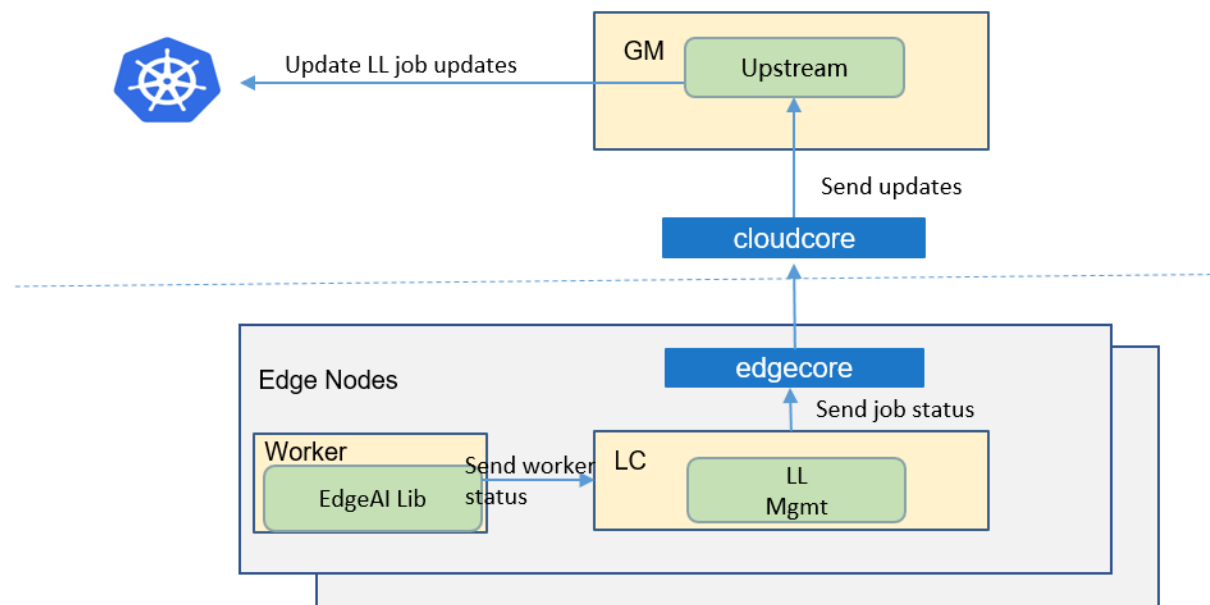 GM
Upstream
Update LL job updates
Send updates
cloudcore
edgecore
Edge Nodes
Send job status
Worker
EdgeAI Lib
Send worker
status
LC
LL
Mgmt